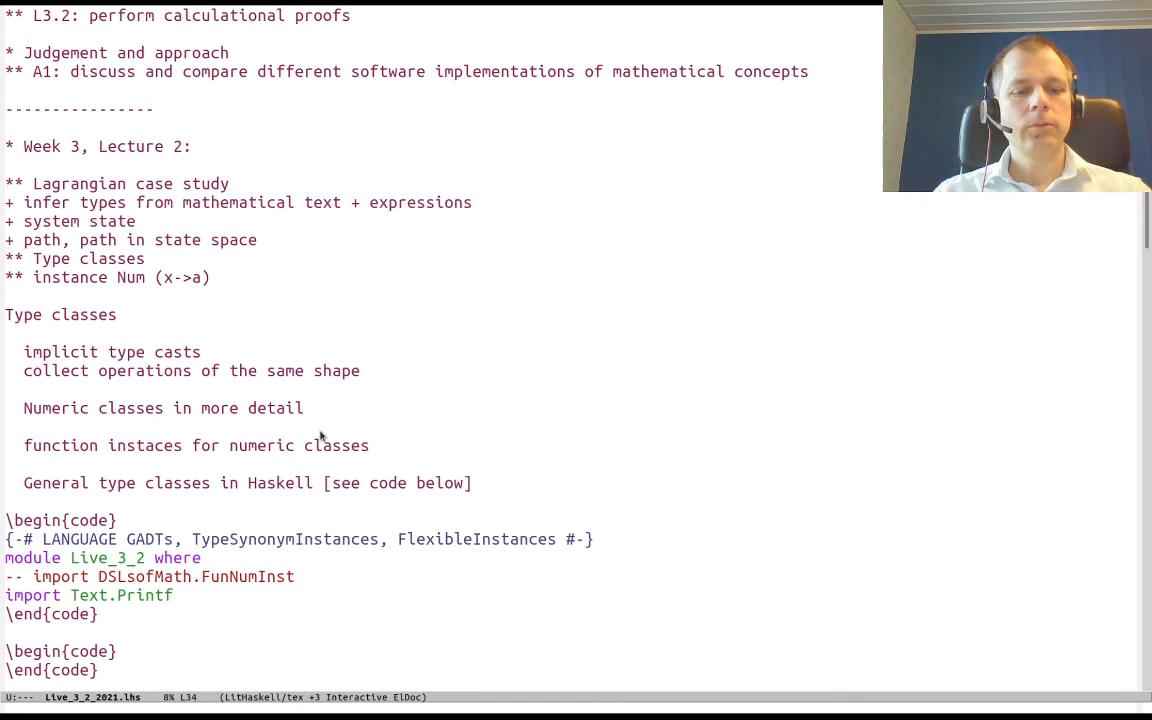 ** L3.2: perform calculational proofs
* Judgement and approach
** A1: discuss and compare different software implementations of mathematical concepts
----------------
* Week 3, Lecture 2:
** Lagrangian case study
+ infer types from mathematical text + expressions
+ system state
+ path, path in state space
** Type classes
** instance Num (x->a)
Type classes
implicit type casts
collect operations of the same shape
Numeric classes in more detail
function instaces for numeric classes
General type classes in Haskell [see code below]
\begin{code}
{-# LANGUAGE GADTs, TypeSynonymInstances, FlexibleInstances #-}
module Live_3_2 where
-- import DSLsofMath.FunNumInst
import Text.Printf
\end{code}
\begin{code}
\end{code}
U:--- Live_3_2_2021.lhs 8% L34 (LitHaskell/tex +3 Interactive ElDoc)